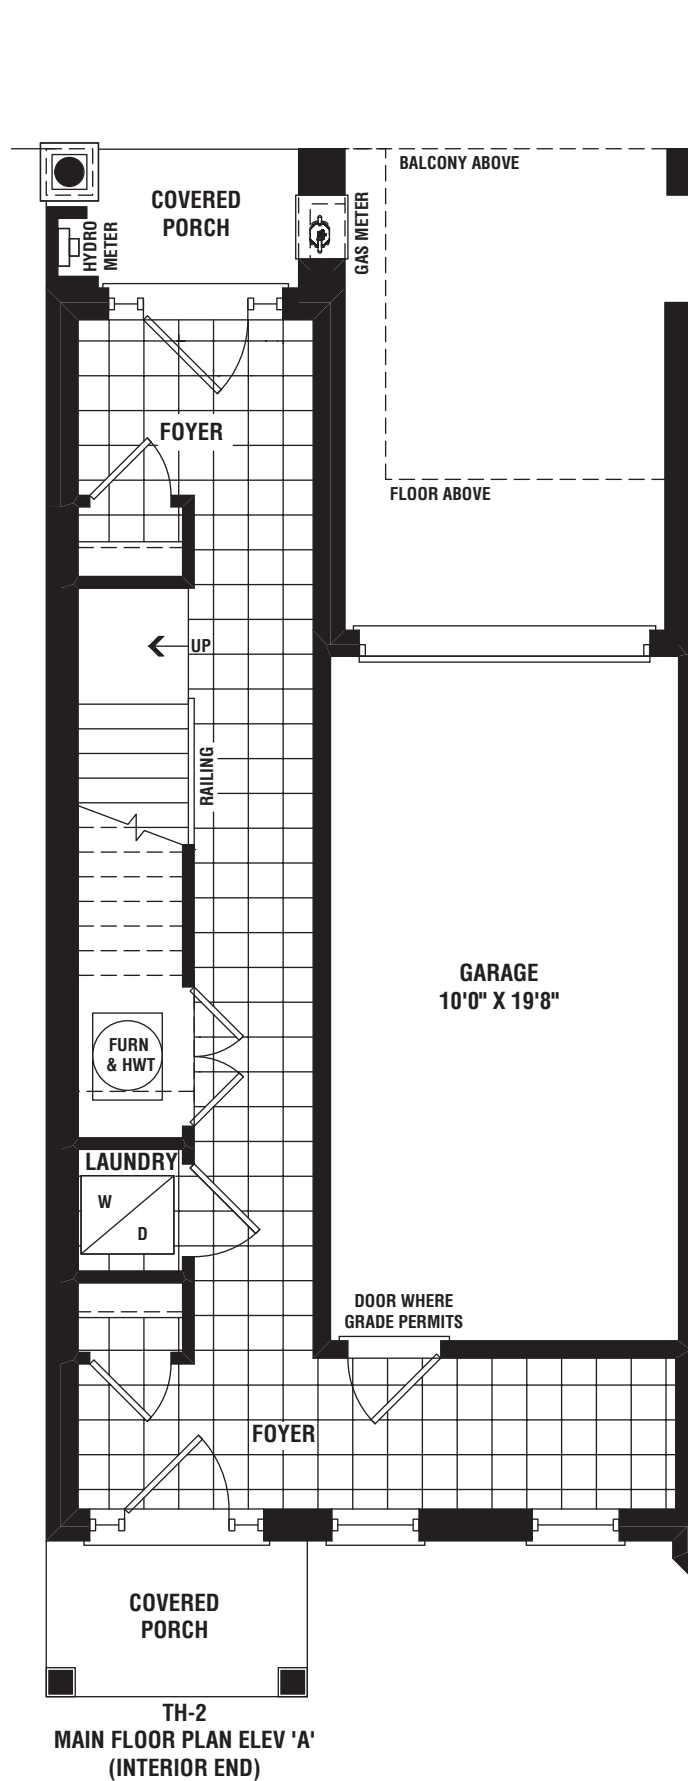 BALCONY ABOVE
COVERED
PORCH
HYDRO
METER
GAS METER
FOYER
FLOOR ABOVE
UP
RAILING
GARAGE
10'0" X 19'8"
FURN
& HWT
LAUNDRY
W
D
DOOR WHERE
GRADE PERMITS
FOYER
COVERED
PORCH
TH-2
MAIN FLOOR PLAN ELEV 'A'
(INTERIOR END)